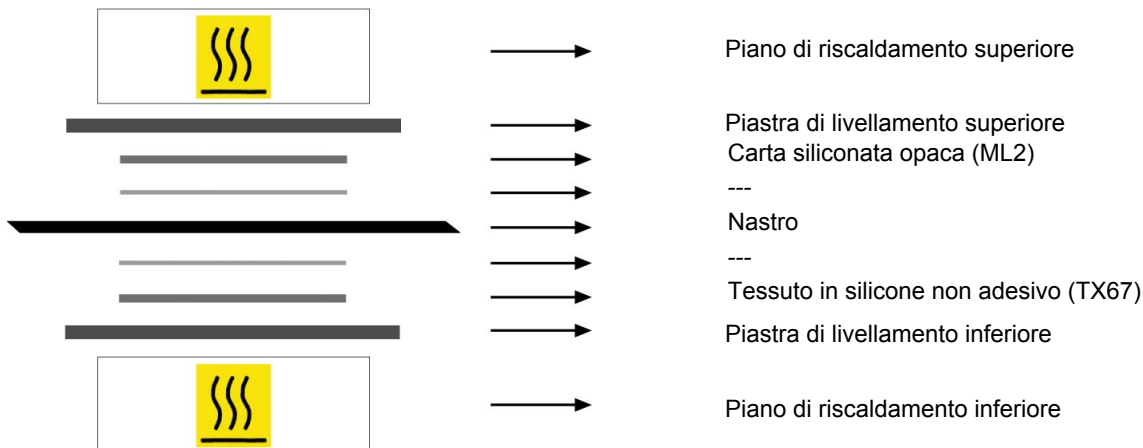 Piano di riscaldamento superiore
Piastra di livellamento superiore
Carta siliconata opaca (ML2)
---
Nastro
---
Tessuto in silicone non adesivo (TX67)
Piastra di livellamento inferiore
Piano di riscaldamento inferiore